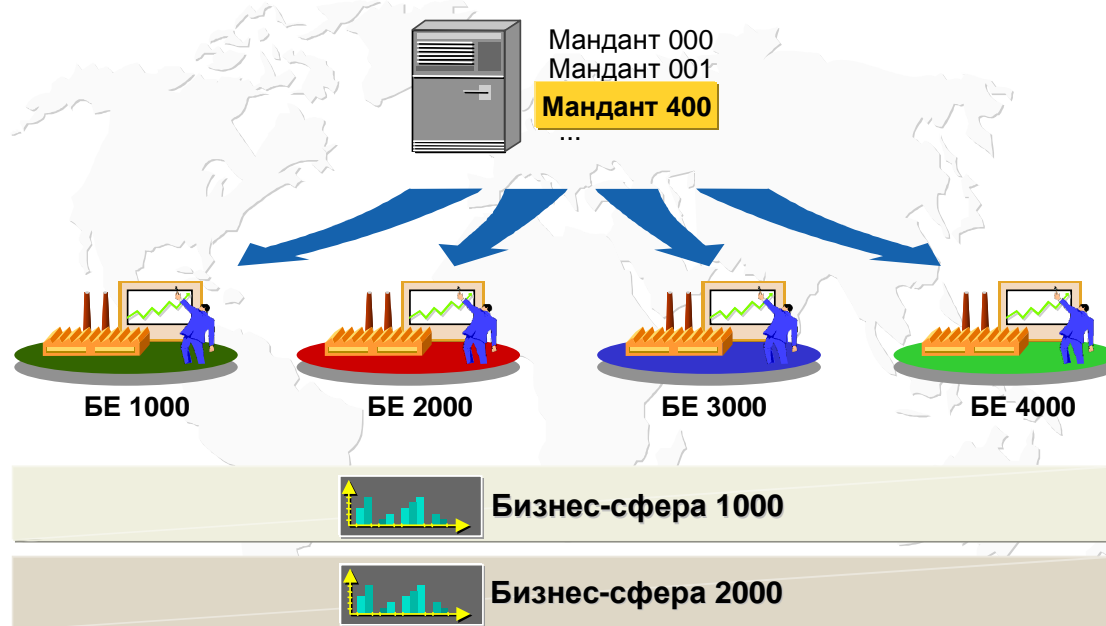 Мандант 000
Мандант 001
Мандант 400
...
БЕ 1000
БЕ 2000
БЕ 3000
БЕ 4000
Бизнес-сфера 1000
Бизнес-сфера 2000